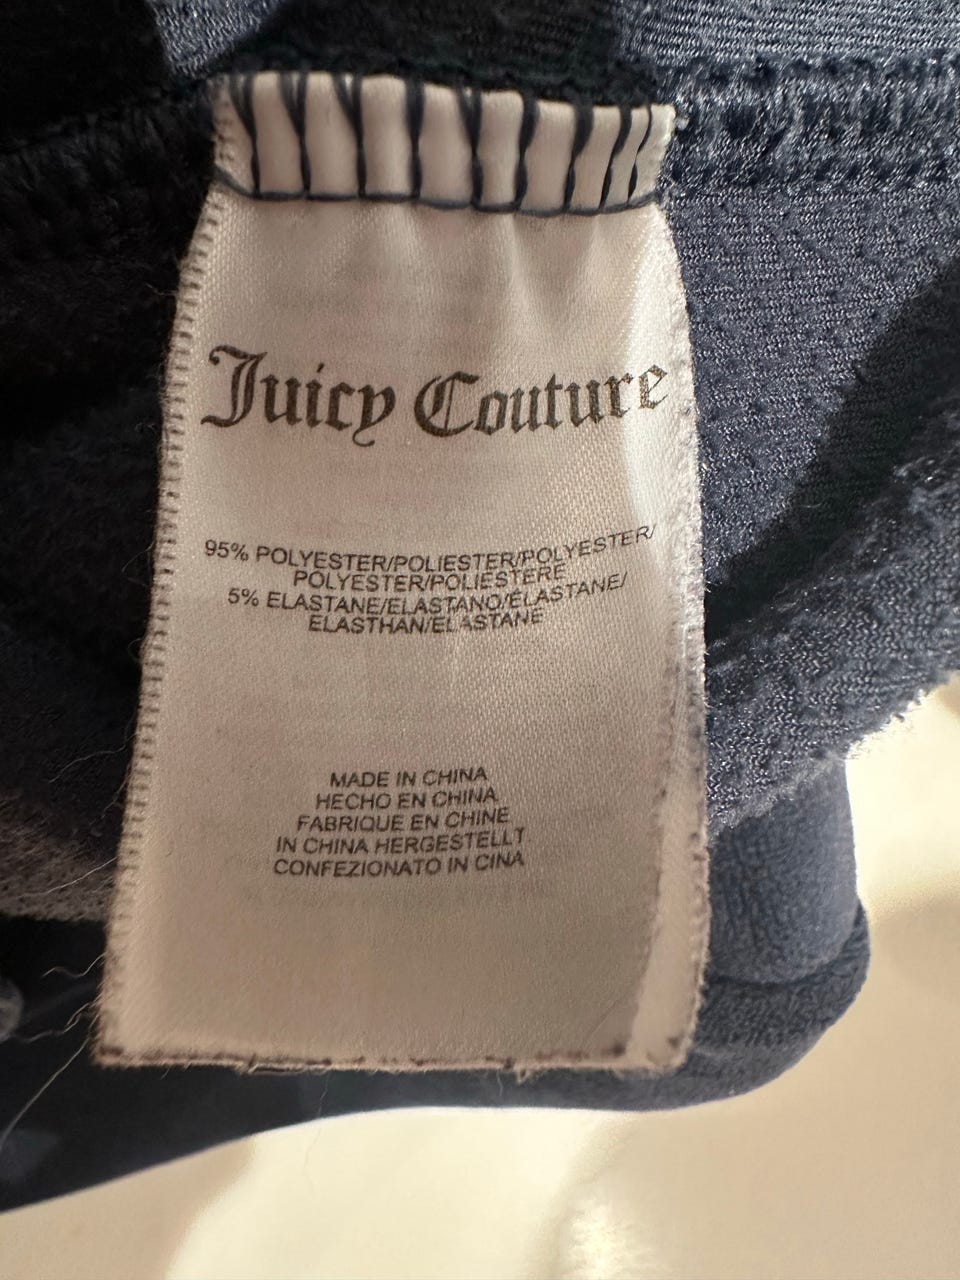 Juicy Couture
95% POLYESTER/POLIESTER/POLYESTER/
POLYESTER/POLIESTERE
5% ELASTANE/ELASTANO/ÉLASTANE/
ELASTHAN/ELASTANE
MADE IN CHINA
HECHO EN CHINA
FABRIQUE EN CHINE
IN CHINA HERGESTELLT
CONFEZIONATO IN CINA